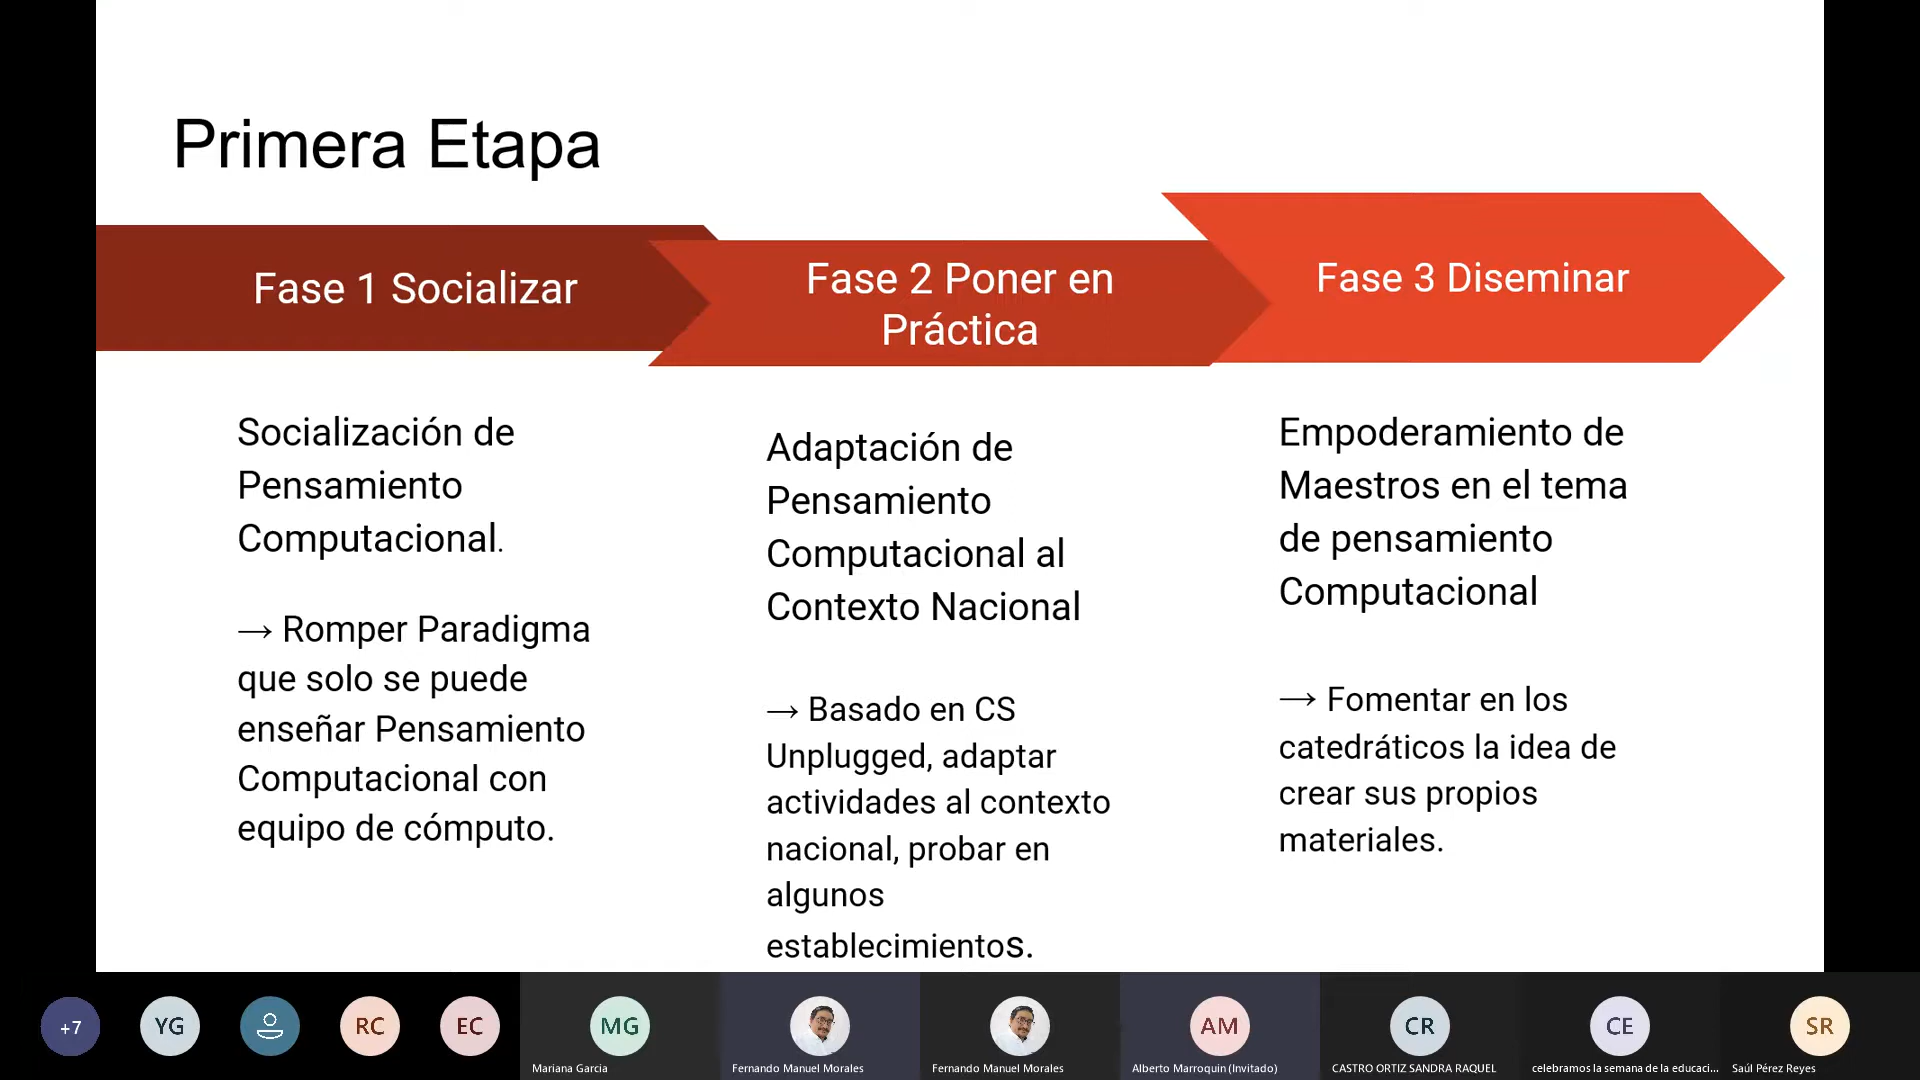 Primera Etapa
Fase 1 Socializar
Fase 2 Poner en
Práctica
Fase 3 Diseminar
Socialización de
Pensamiento
Computacional.
→ Romper Paradigma
que solo se puede
enseñar Pensamiento
Computacional con
equipo de cómputo.
Adaptación de
Pensamiento
Computacional al
Contexto Nacional
→ Basado en CS
Unplugged, adaptar
actividades al contexto
nacional, probar en
algunos
establecimientos.
Empoderamiento de
Maestros en el tema
de pensamiento
Computacional
→ Fomentar en los
catedráticos la idea de
crear sus propios
materiales.
+7
YG
RC
EC
MG
AM
CR
CE
SR
Mariana Garcia
Fernando Manuel Morales
Fernando Manuel Morales
Alberto Marroquin (Invitado)
CASTRO ORTIZ SANDRA RAQUEL
celebramos la semana de la educaci...
Saúl Pérez Reyes